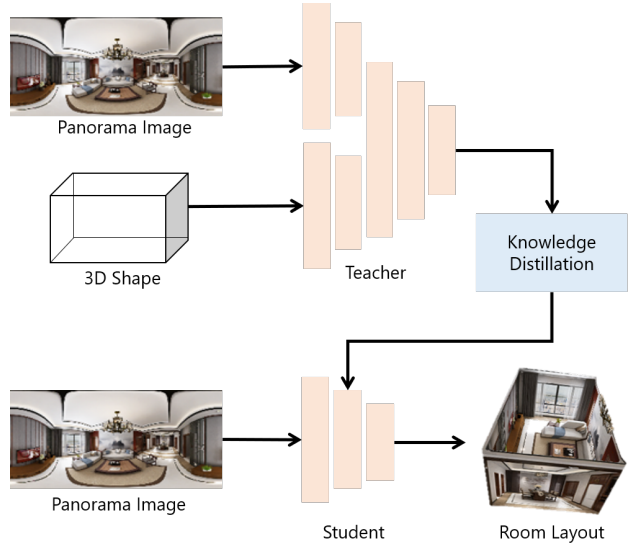 Panorama Image
3D Shape
Teacher
Knowledge
Distillation
Panorama Image
Student
Room Layout